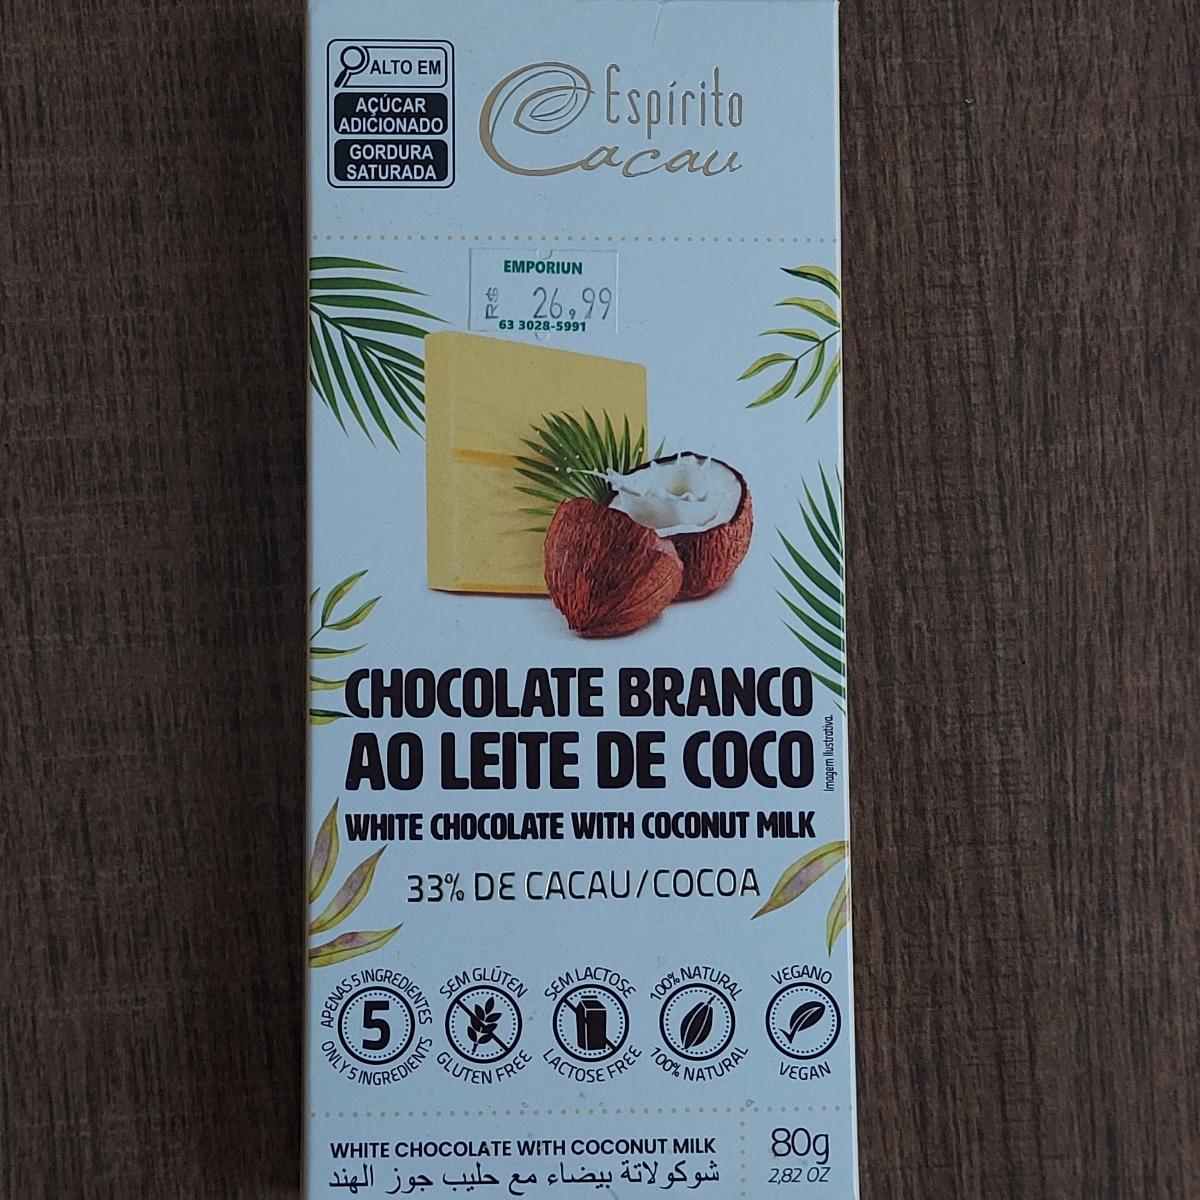 ALTO EM
AÇÚCAR
ADICIONADO
GORDURA
SATURADA
Espírito
Cacau
EMPORIUN
R$ 26,99
63 3028-5991
CHOCOLATE BRANCO
AO LEITE DE COCO
Imagem Ilustrativa.
WHITE CHOCOLATE WITH COCONUT MILK
33% DE CACAU/COCOA
APENAS 5 INGREDIENTES
5
ONLY 5 INGREDIENTS
SEM GLÚTEN
GLUTEN FREE
SEM LACTOSE
LACTOSE FREE
100% NATURAL
100% NATURAL
VEGANO
VEGAN
WHITE CHOCOLATE WITH COCONUT MILK
شوكولاتة بيضاء مع حليب جوز الهند
80g
2,82 OZ